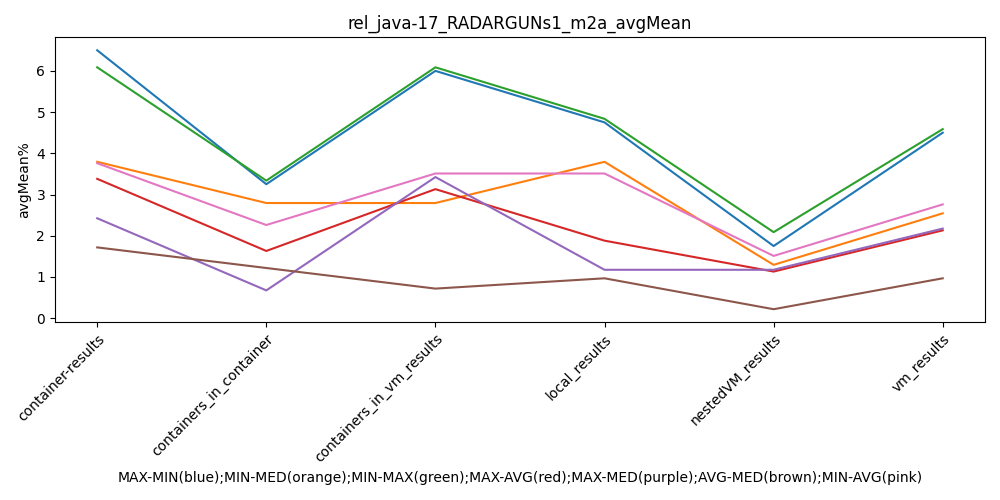 rel_java-17_RADARGUNs1_m2a_avgMean
avgMean%
6
5
4
3
2
1
0
container-results
containers_in_container
containers_in_vm_results
local_results
nestedVM_results
vm_results
MAX-MIN(blue);MIN-MED(orange);MIN-MAX(green);MAX-AVG(red);MAX-MED(purple);AVG-MED(brown);MIN-AVG(pink)